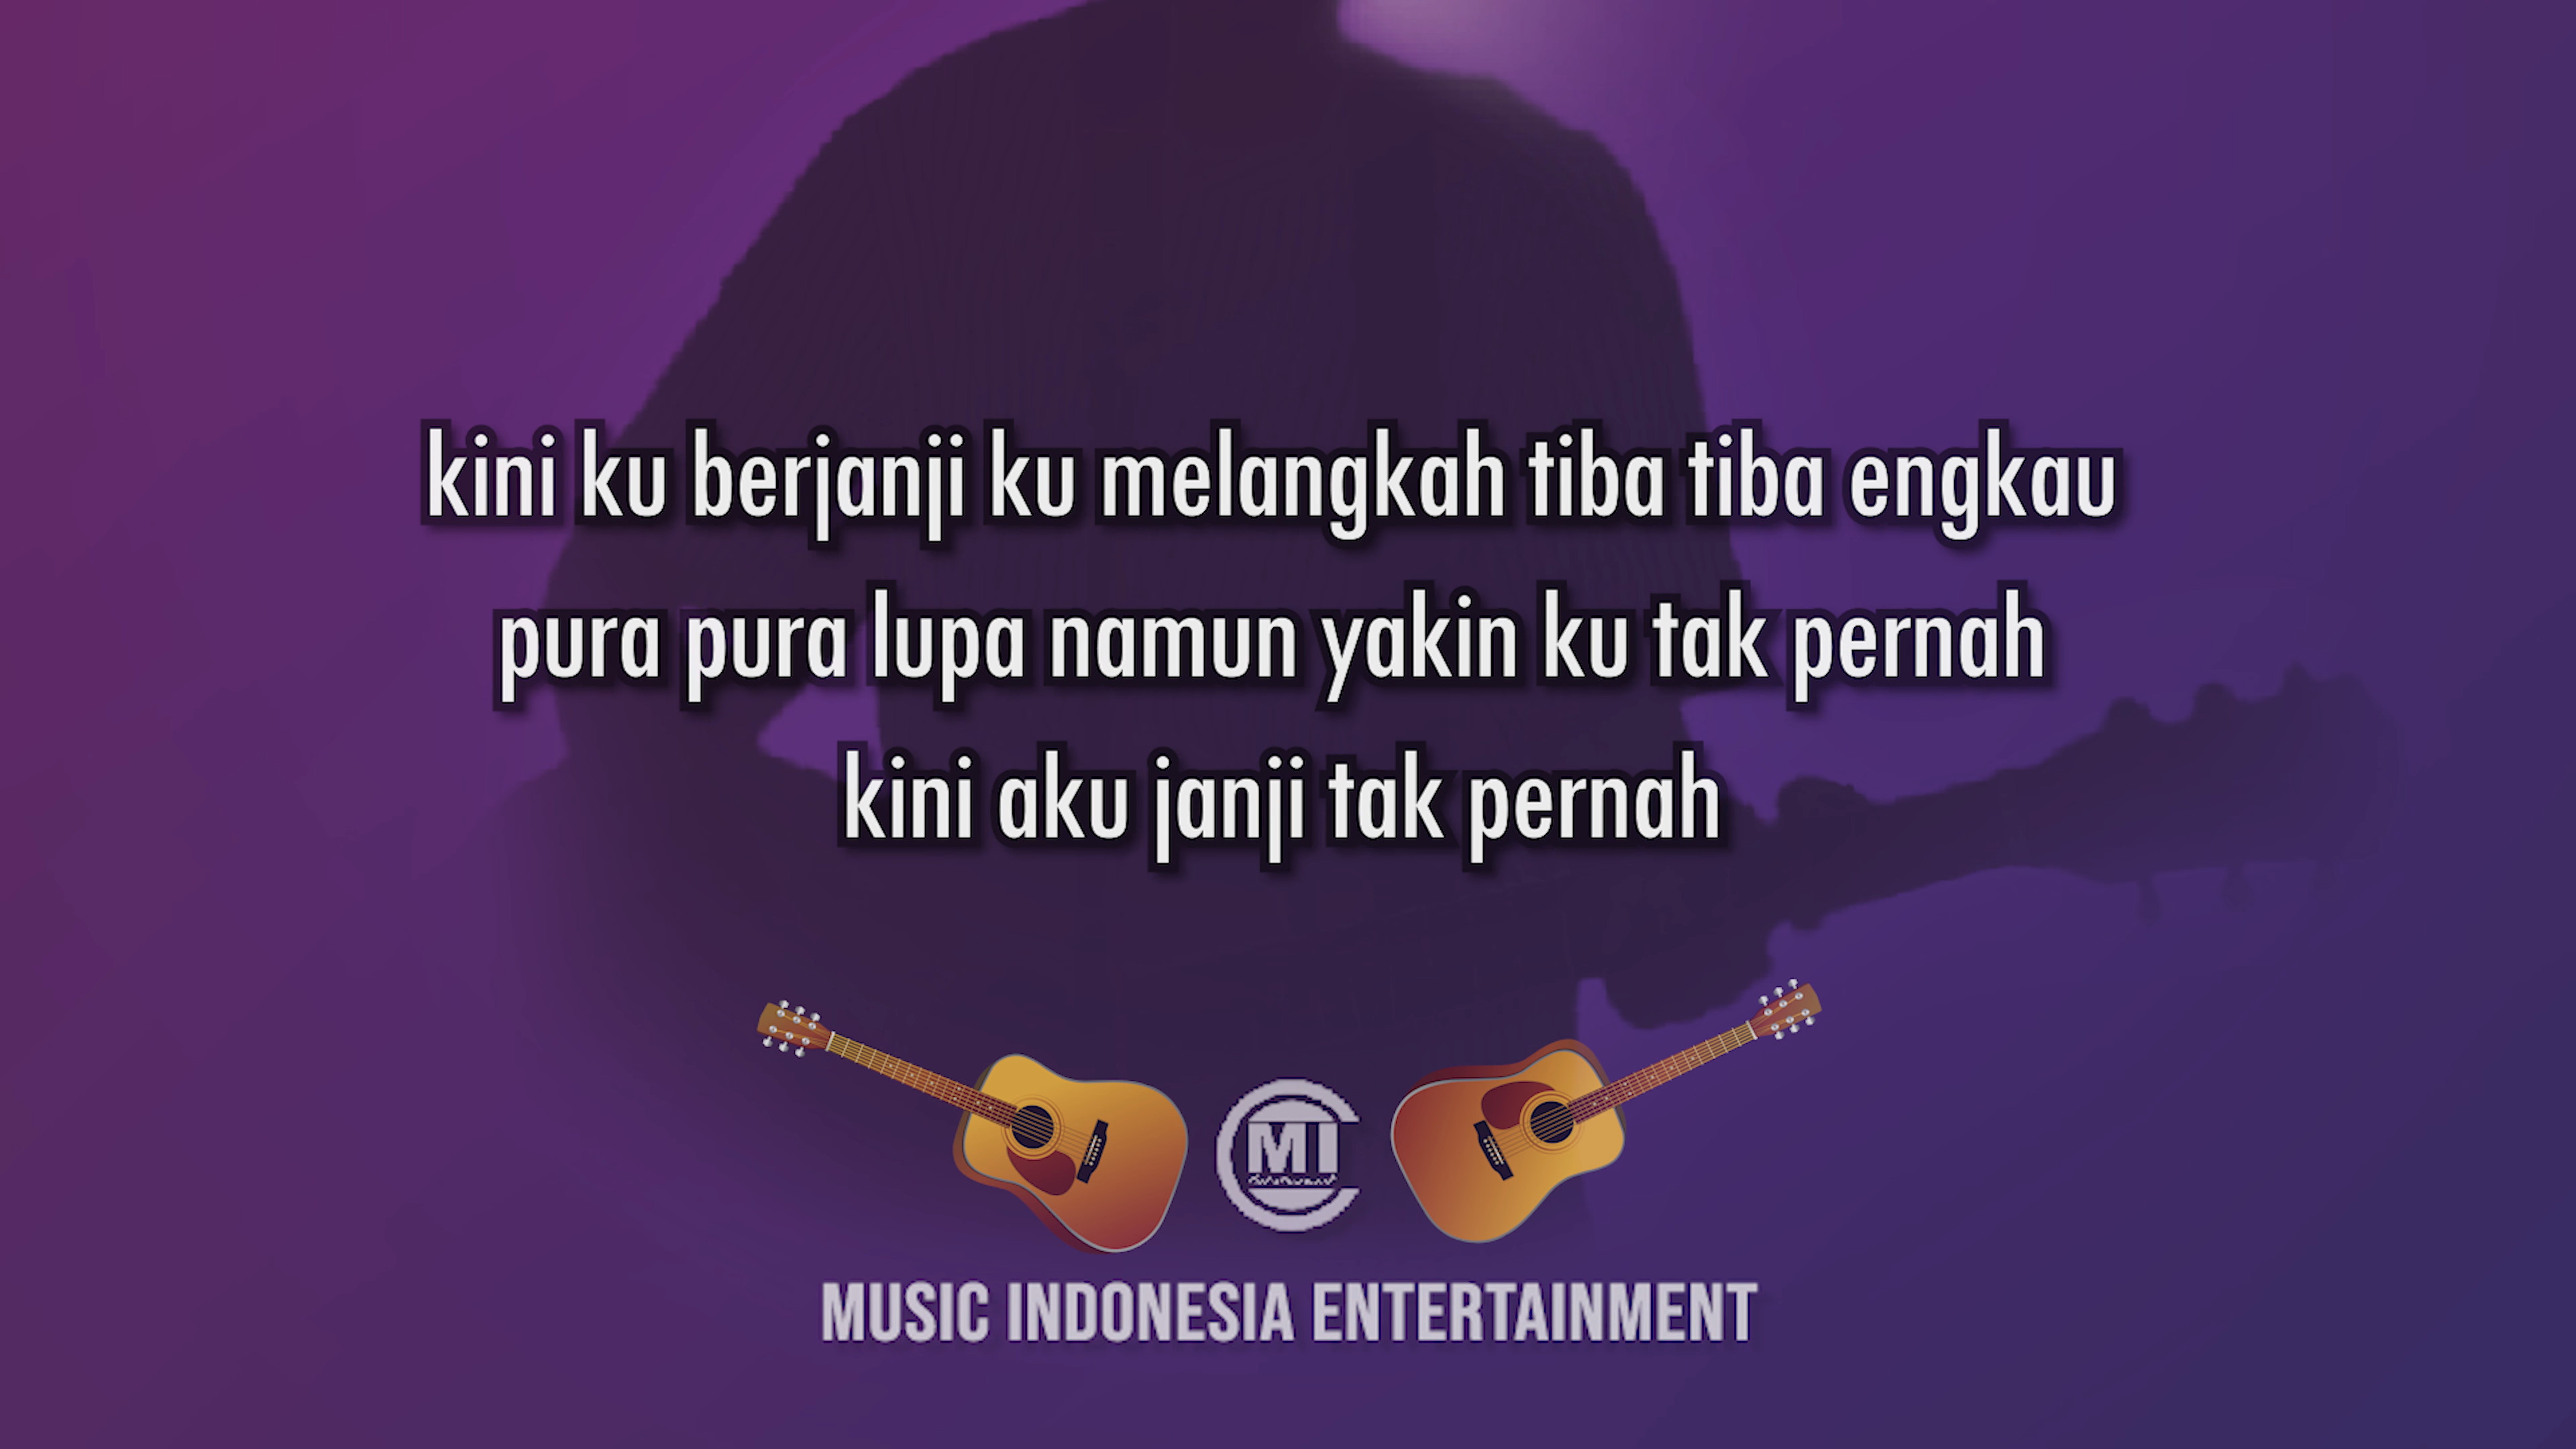 kini ku berjanji ku melangkah tiba tiba engkau
pura pura lupa namun yakin ku tak pernah
kini aku janji tak pernah
MI
MUSIC INDONESIA ENTERTAINMENT